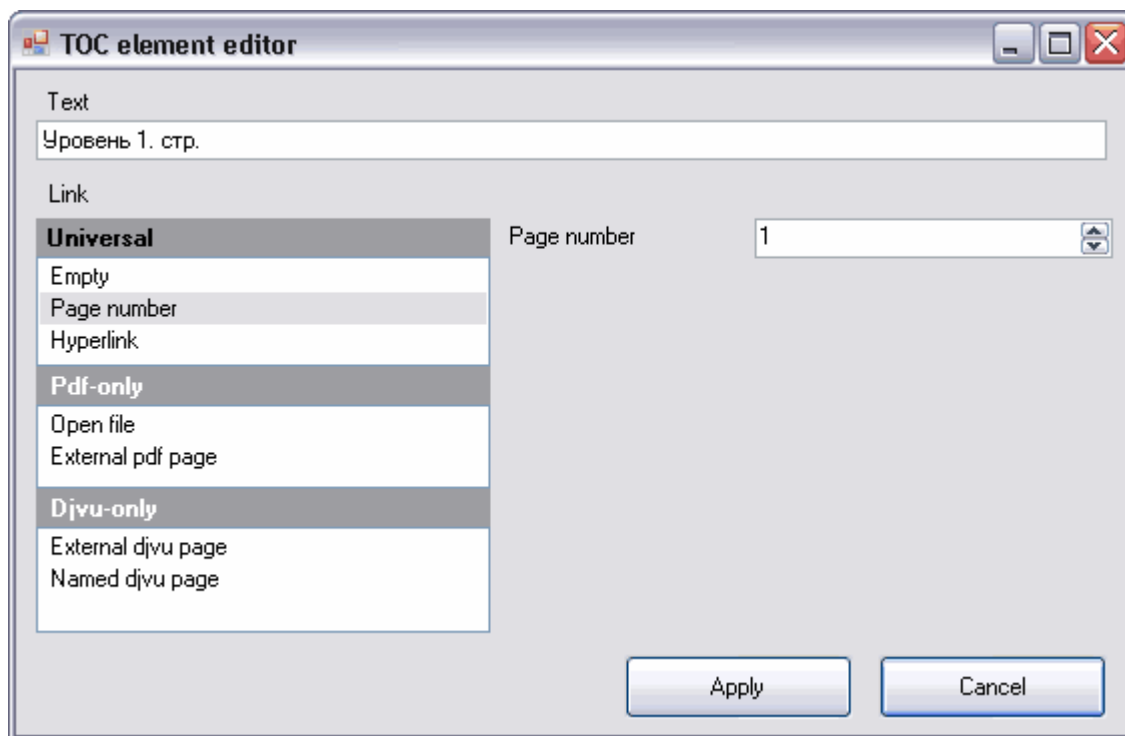 TOC element editor
Text
Уровень 1. стр.
Link
Universal
Page number
1
Empty
Page number
Hyperlink
Pdf-only
Open file
External pdf page
Djvu-only
External djvu page
Named djvu page
Apply
Cancel